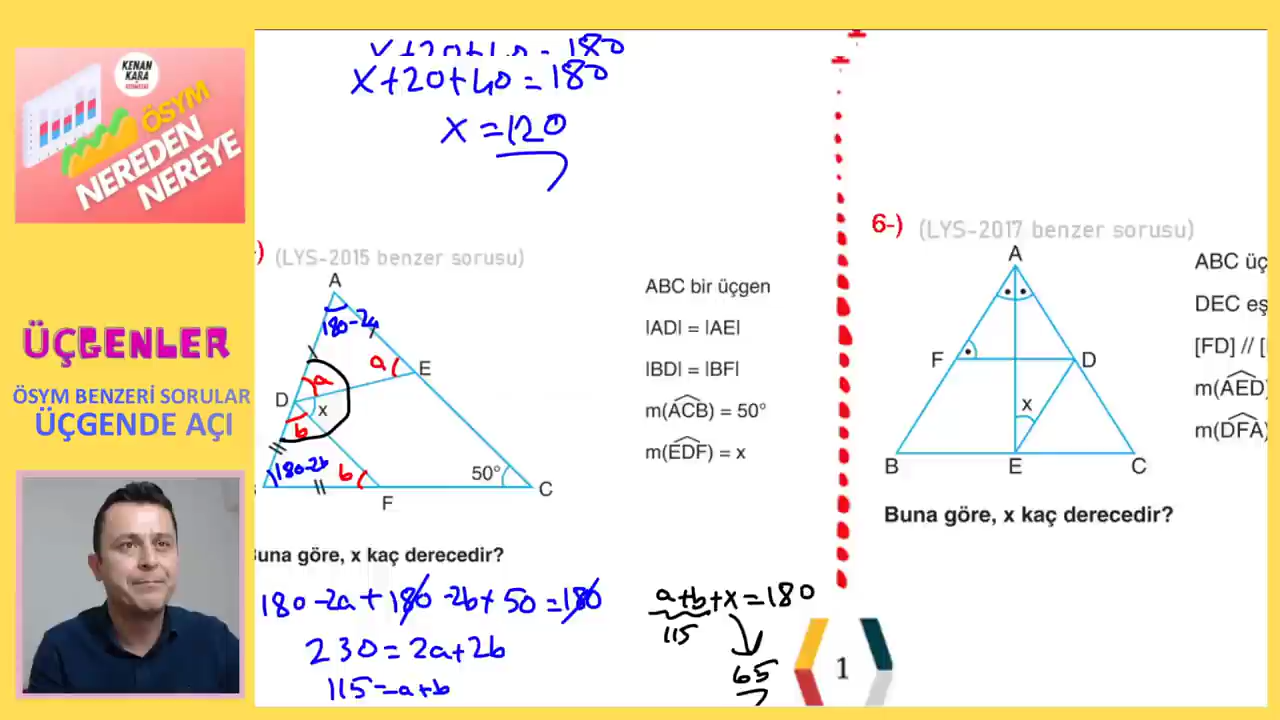 KENAN
KARA
ÖSYM
NEREDEN
NEREYE
ÜÇGENLER
ÖSYM BENZERİ SORULAR
ÜÇGENDE AÇI
x+20+40=180
x+20+40=180
x=120
-) (LYS-2015 benzer sorusu)
A
180-2a
a
E
D
a
x
b
180-2b
b
50°
F
C
ABC bir üçgen
|AD| = |AE|
|BD| = |BF|
m(ACB) = 50°
m(EDF) = x
Buna göre, x kaç derecedir?
180-2a+180-2b+50=180
230=2a+2b
115=a+b
a+b+x=180
115
65
1
6-) (LYS-2017 benzer sorusu)
A
F
D
x
B
E
C
ABC üç
DEC eş
[FD] // [
m(AED)
m(DFA)
Buna göre, x kaç derecedir?